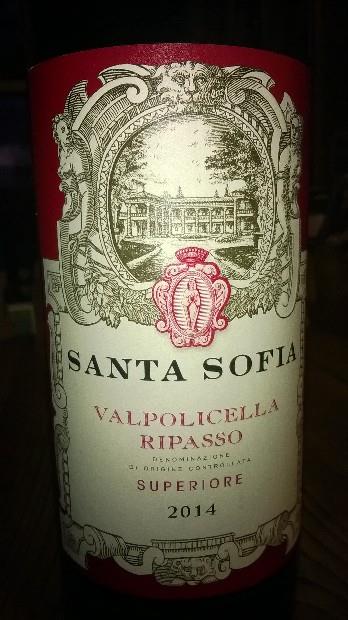 SANTA SOFIA
VALPOLICELLA
RIPASSO
DENOMINAZIONE
DI ORIGINE CONTROLLATA
SUPERIORE
2014